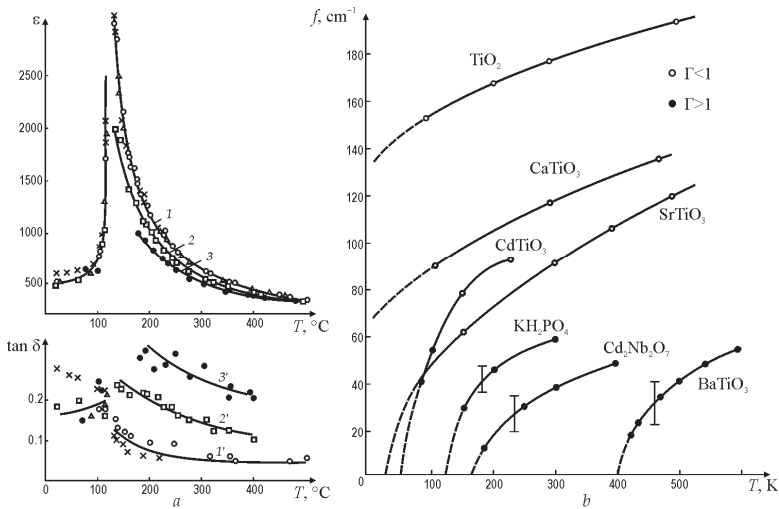 ε
3000
2500
2000
1500
1000
500
1
2
3
0 100 200 300 T, °C
tan δ
0.2
0.1
3'
2'
1'
0 100 200 300 400 T, °C
a
f, cm⁻¹
180
160
140
120
100
80
60
40
20
0 100 200 300 400 500 T, K
TiO₂
Γ<1
Γ>1
CaTiO₃
SrTiO₃
CdTiO₃
KH₂PO₄
Cd₂Nb₂O₇
BaTiO₃
b